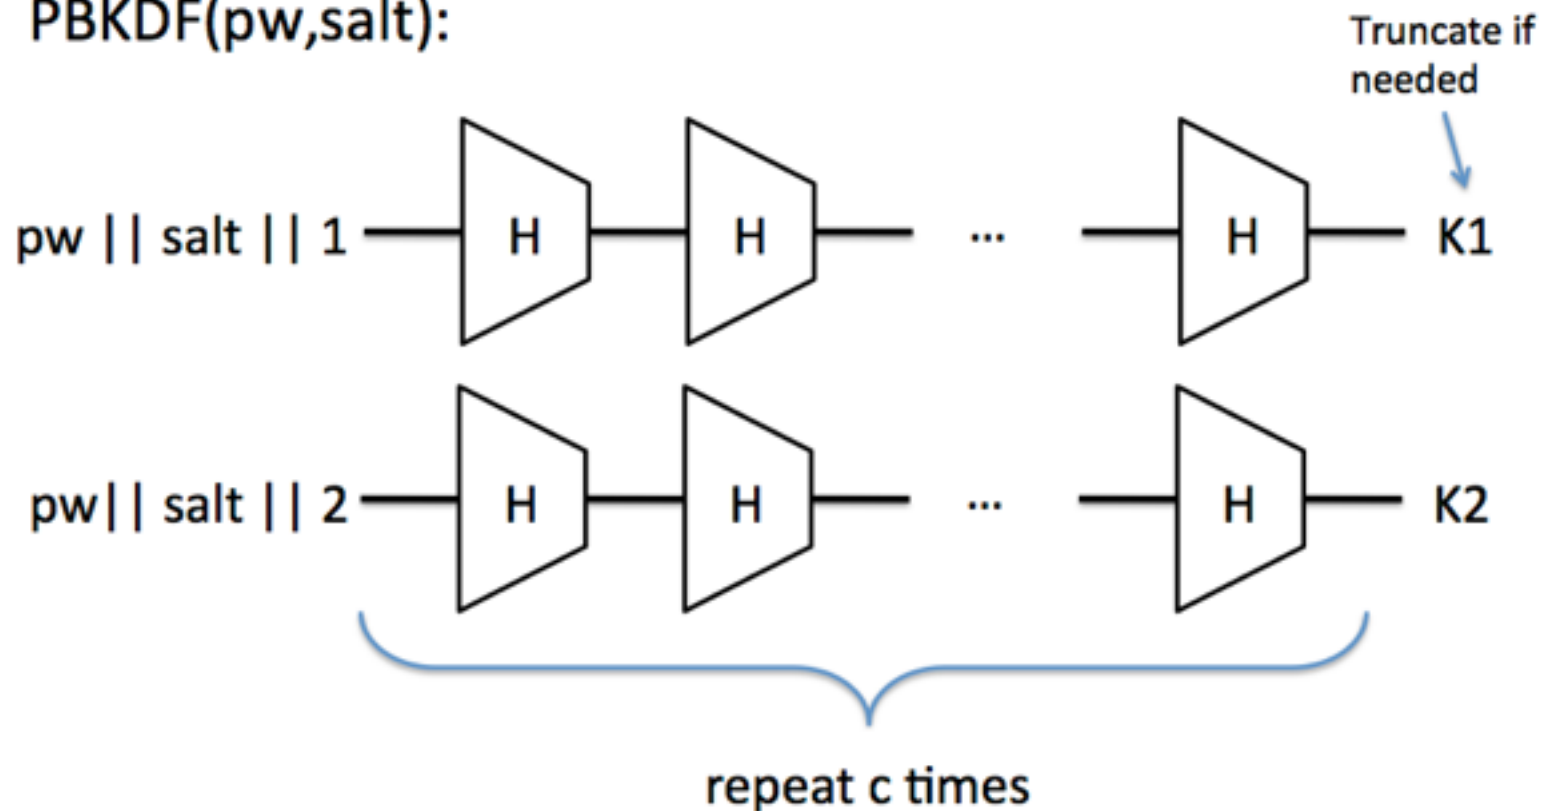 PBKDF(pw,salt):
Truncate if
needed
pw || salt || 1 H H ... H K1
pw|| salt || 2 H H ... H K2
repeat c times